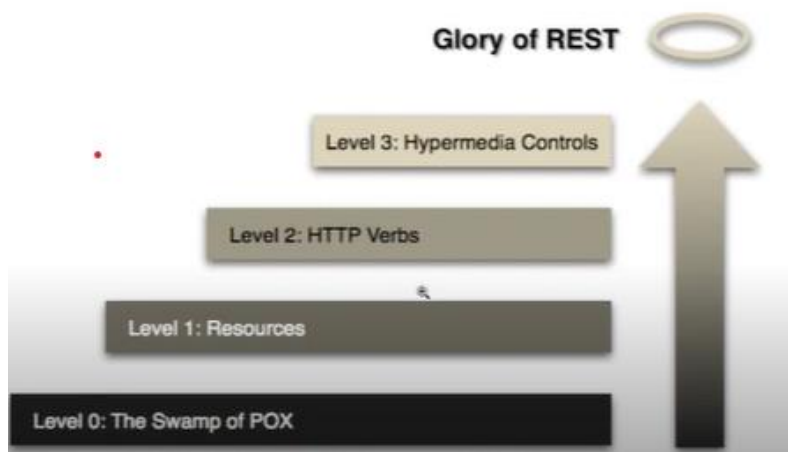 Glory of REST
Level 3: Hypermedia Controls
Level 2: HTTP Verbs
Level 1: Resources
Level 0: The Swamp of POX